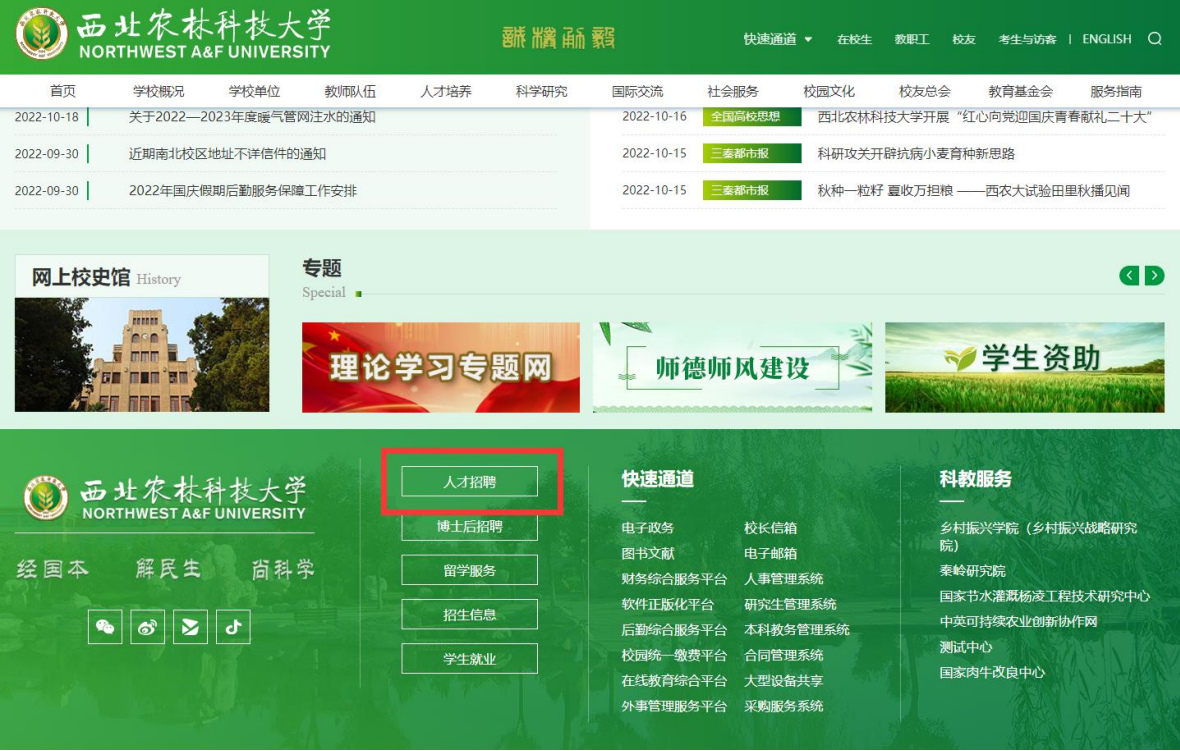 西北农林科技大学
NORTHWEST A&F UNIVERSITY
誠樸勇毅
快速通道 在校生 教职工 校友 考生与访客 | ENGLISH
首页 学校概况 学校单位 教师队伍 人才培养 科学研究 国际交流 社会服务 校园文化 校友总会 教育基金会 服务指南
2022-10-18 关于2022—2023年度暖气管网注水的通知
2022-09-30 近期南北校区地址不详信件的通知
2022-09-30 2022年国庆假期后勤服务保障工作安排
2022-10-16 全国高校思想 西北农林科技大学开展“红心向党迎国庆青春献礼二十大”
2022-10-15 三秦都市报 科研攻关开辟抗病小麦育种新思路
2022-10-15 三秦都市报 秋种一粒籽 夏收万担粮 ——西农大试验田里秋播见闻
网上校史馆 History
专题
Special
理论学习专题网
师德师风建设
学生资助
西北农林科技大学
NORTHWEST A&F UNIVERSITY
经国本 解民生 尚科学
人才招聘
博士后招聘
留学服务
招生信息
学生就业
快速通道
电子政务 校长信箱
图书文献 电子邮箱
财务综合服务平台 人事管理系统
软件正版化平台 研究生管理系统
后勤综合服务平台 本科教务管理系统
校园统一缴费平台 合同管理系统
在线教育综合平台 大型设备共享
外事管理服务平台 采购服务系统
科教服务
乡村振兴学院（乡村振兴战略研究
院）
秦岭研究院
国家节水灌溉杨凌工程技术研究中心
中英可持续农业创新协作网
测试中心
国家肉牛改良中心